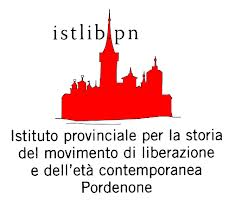 istlib pn
Istituto provinciale per la storia
del movimento di liberazione
e dell'età contemporanea
Pordenone